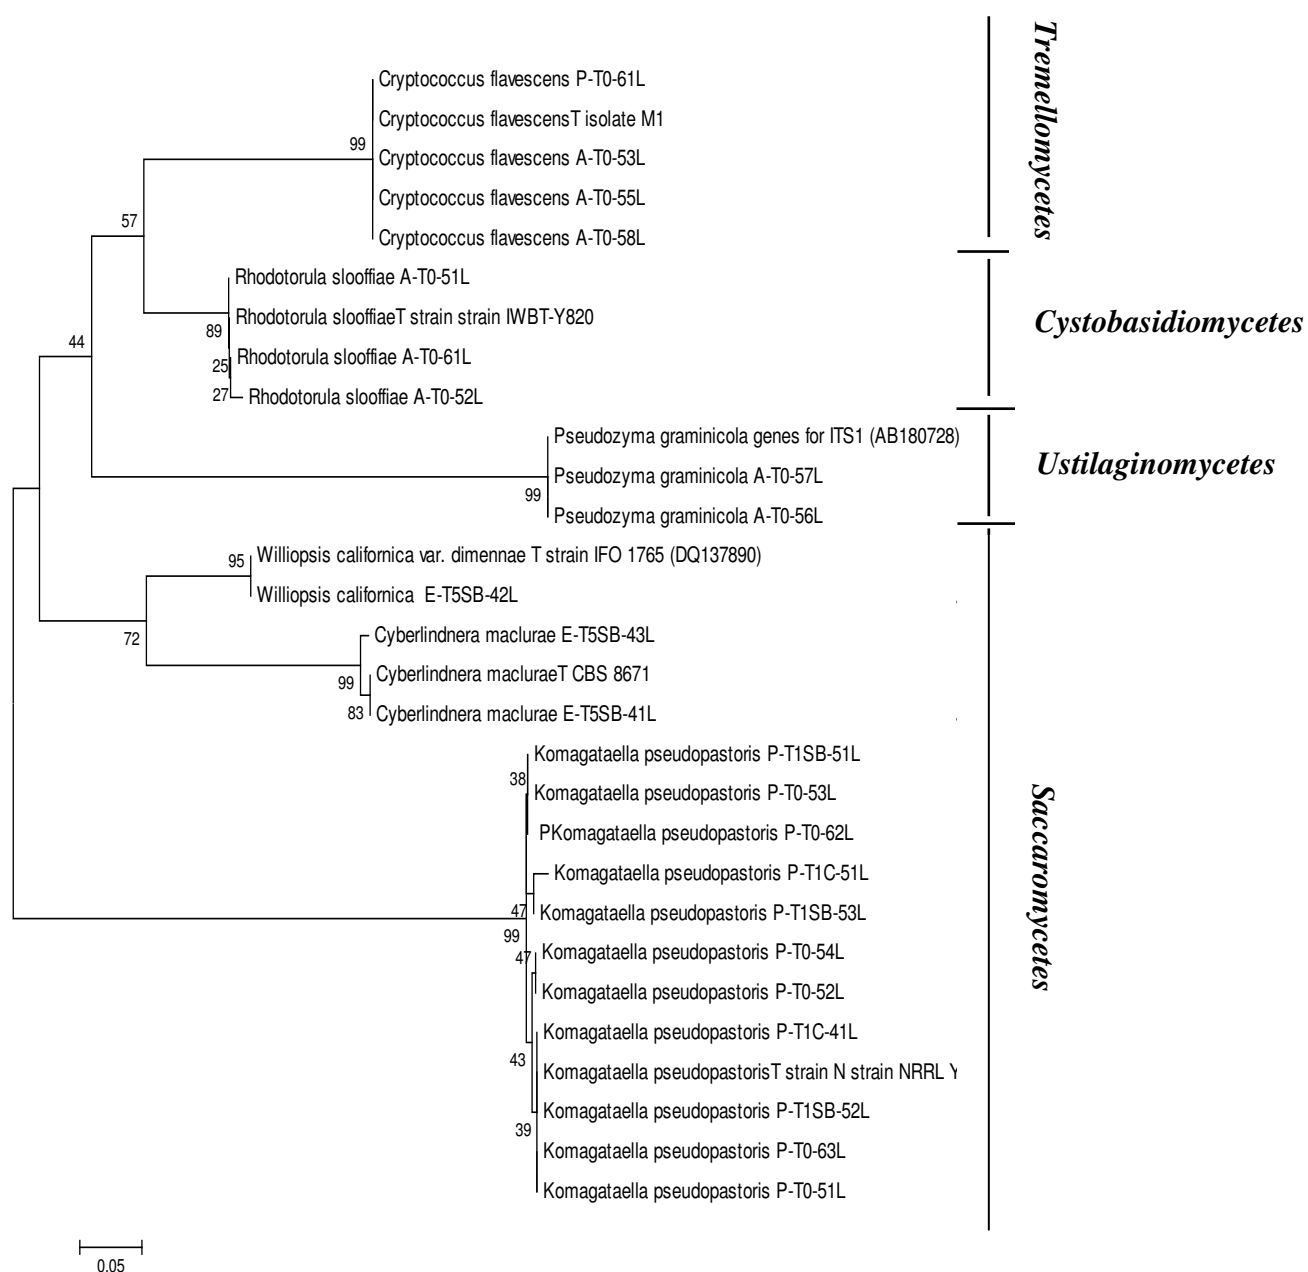 Tremellomycetes
Cryptococcus flavescens P-T0-61L
Cryptococcus flavescensT isolate M1
99
Cryptococcus flavescens A-T0-53L
Cryptococcus flavescens A-T0-55L
57
Cryptococcus flavescens A-T0-58L
Rhodotorula slooffiae A-T0-51L
Rhodotorula slooffiaeT strain strain IWBT-Y820
Cystobasidiomycetes
89
44
Rhodotorula slooffiae A-T0-61L
25
27
Rhodotorula slooffiae A-T0-52L
Pseudozyma graminicola genes for ITS1 (AB180728)
Ustilaginomycetes
Pseudozyma graminicola A-T0-57L
99
Pseudozyma graminicola A-T0-56L
95
Williopsis californica var. dimennae T strain IFO 1765 (DQ137890)
Williopsis californica E-T5SB-42L
72
Cyberlindnera maclurae E-T5SB-43L
Cyberlindnera macluraeT CBS 8671
99
83
Cyberlindnera maclurae E-T5SB-41L
Komagataella pseudopastoris P-T1SB-51L
38
Komagataella pseudopastoris P-T0-53L
PKomagataella pseudopastoris P-T0-62L
Komagataella pseudopastoris P-T1C-51L
Saccaromycetes
47
Komagataella pseudopastoris P-T1SB-53L
99
47
Komagataella pseudopastoris P-T0-54L
Komagataella pseudopastoris P-T0-52L
Komagataella pseudopastoris P-T1C-41L
43
Komagataella pseudopastorisT strain N strain NRRL Y
Komagataella pseudopastoris P-T1SB-52L
39
Komagataella pseudopastoris P-T0-63L
Komagataella pseudopastoris P-T0-51L
0.05